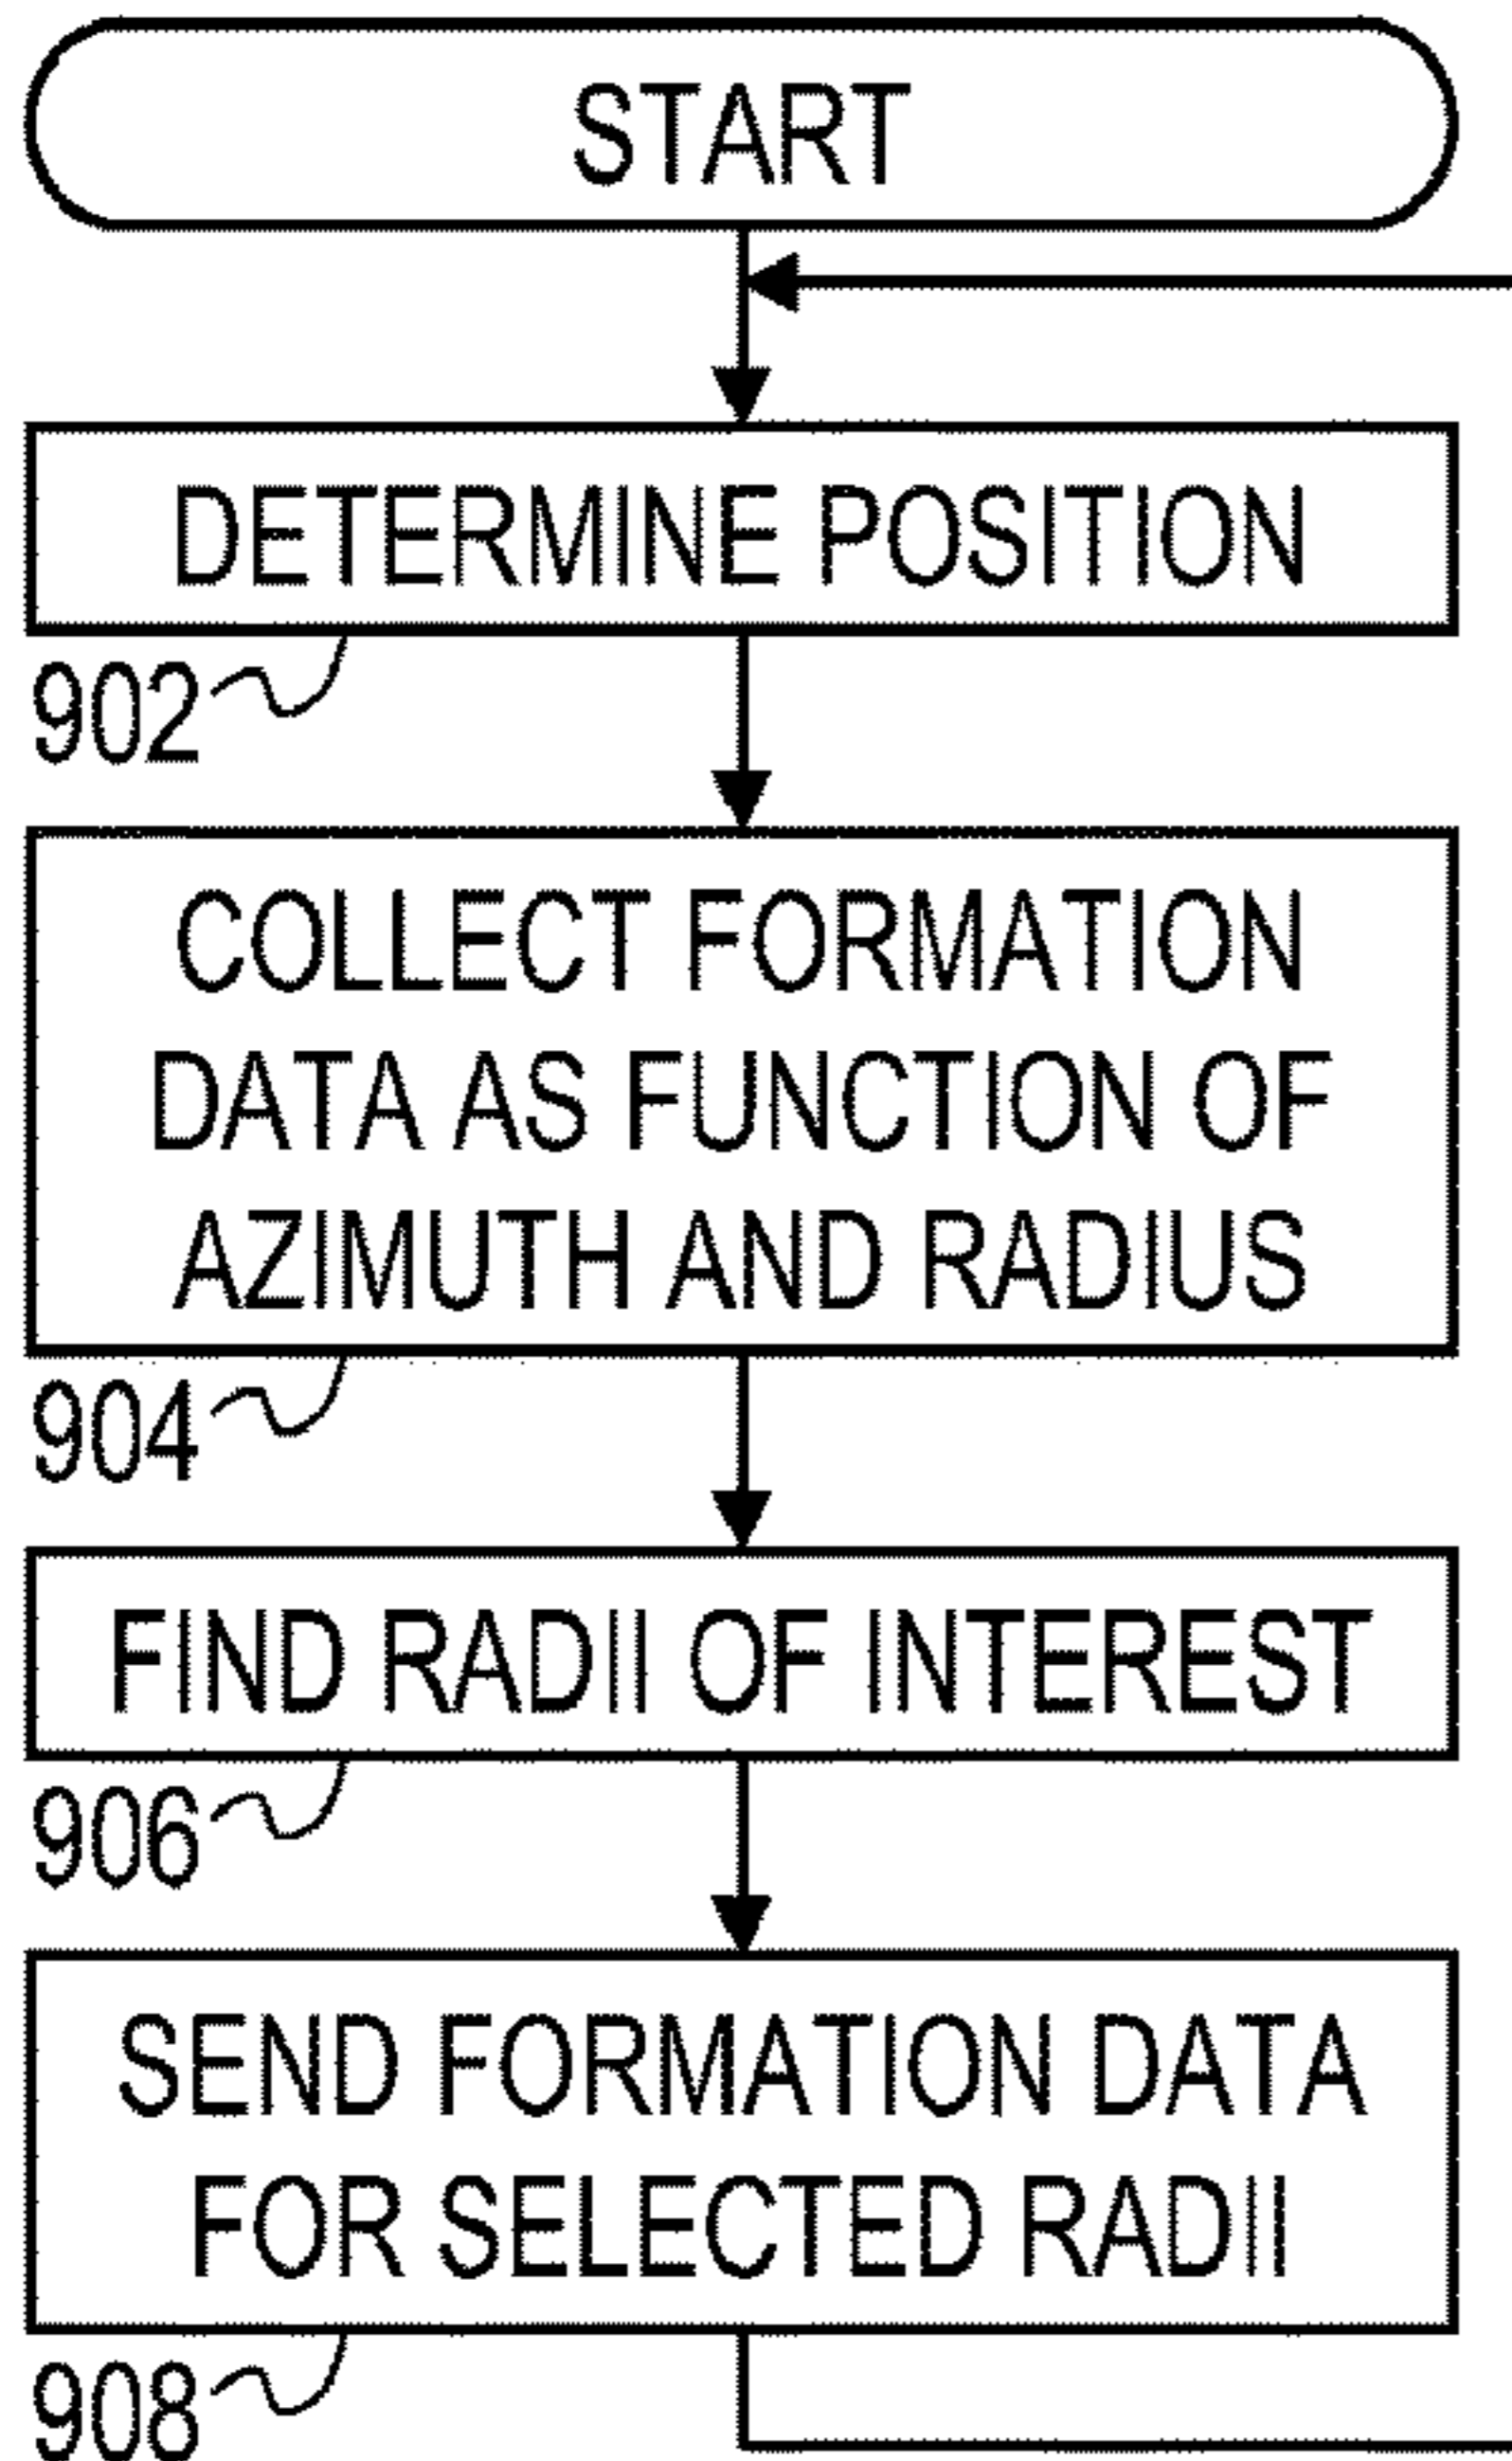 START
DETERMINE POSITION
902
COLLECT FORMATION
DATA AS FUNCTION OF
AZIMUTH AND RADIUS
904
FIND RADII OF INTEREST
906
SEND FORMATION DATA
FOR SELECTED RADII
908